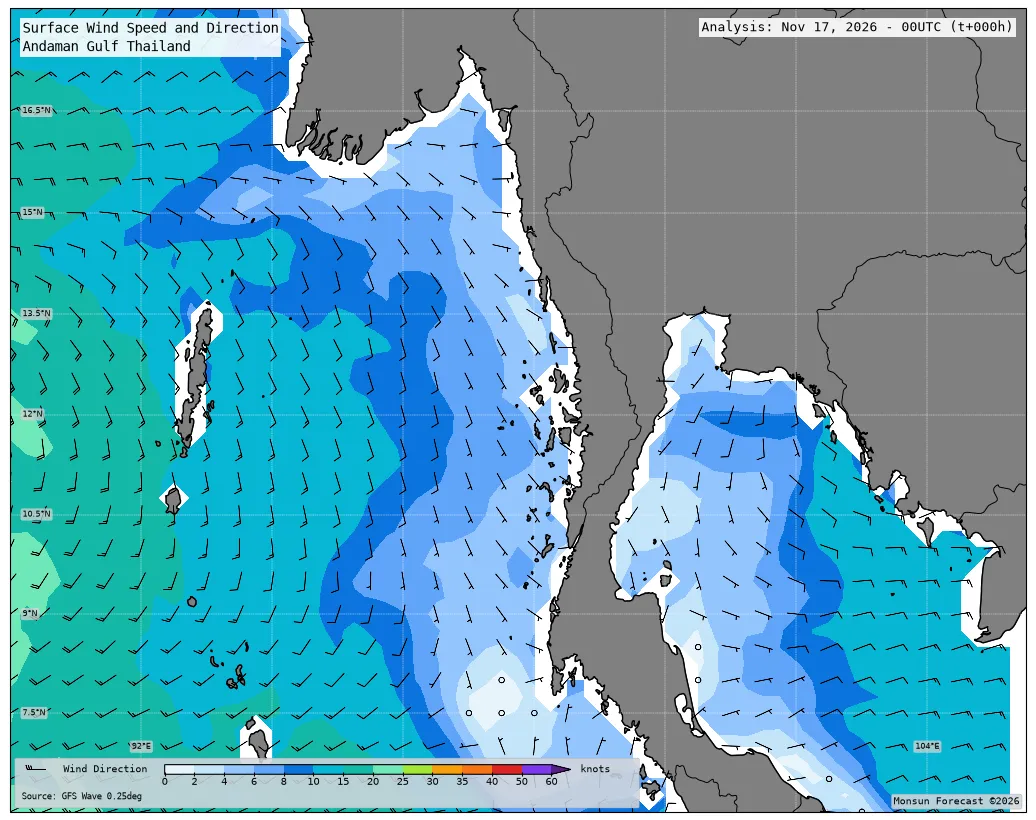 Surface Wind Speed and Direction
Andaman Gulf Thailand
Analysis: Nov 17, 2026 - 00UTC (t+000h)
16.5°N
15°N
13.5°N
12°N
10.5°N
9°N
7.5°N
92°E
104°E
Wind Direction
0 2 4 6 8 10 15 20 25 30 35 40 50 60 knots
Source: GFS Wave 0.25deg
Monsun Forecast ©2026